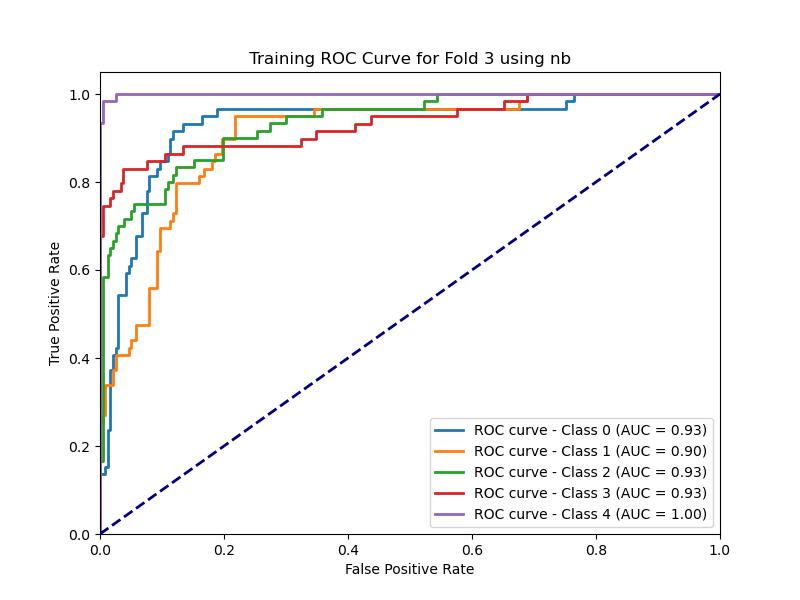 Training ROC Curve for Fold 3 using nb
True Positive Rate
1.0
0.8
0.6
0.4
0.2
0.0
ROC curve - Class 0 (AUC = 0.93)
ROC curve - Class 1 (AUC = 0.90)
ROC curve - Class 2 (AUC = 0.93)
ROC curve - Class 3 (AUC = 0.93)
ROC curve - Class 4 (AUC = 1.00)
0.0 0.2 0.4 0.6 0.8 1.0
False Positive Rate